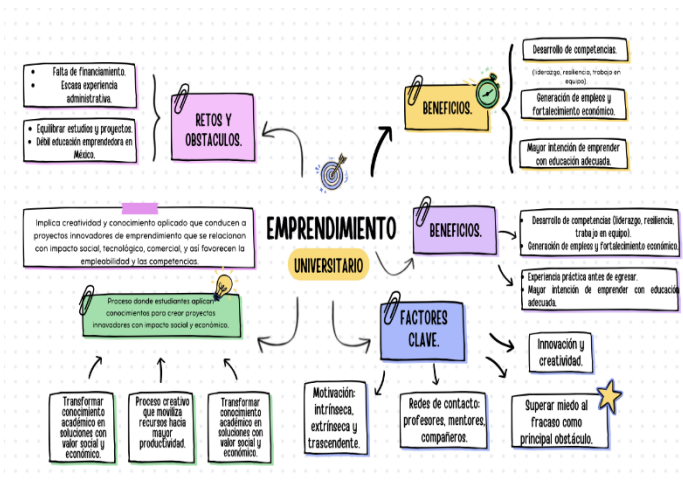 Falta de financiamiento.
Escasa experiencia
administrativa.
Equilibrar estudios y proyectos.
Débil educación emprendedora en
México.
RETOS Y
OBSTACULOS.
BENEFICIOS.
Desarrollo de competencias.
(liderazgo, resiliencia, trabajo en
equipo)
Generación de empleos y
fortalecimiento económico.
Mayor intención de emprender
con educación adecuada.
Implica creatividad y conocimiento aplicado que conducen a
proyectos innovadores de emprendimiento que se relacionan
con impacto social, tecnológico, comercial, y así favorecen la
empleabilidad y las competencias.
EMPRENDIMIENTO
UNIVERSITARIO
BENEFICIOS.
Desarrollo de competencias (liderazgo, resiliencia,
trabajo en equipo).
Generación de empleos y fortalecimiento económico.
Experiencia práctica antes de egresar.
Mayor intención de emprender con educación
adecuada.
Proceso donde estudiantes aplican
conocimientos para crear proyectos
innovadores con impacto social y económico.
FACTORES
CLAVE.
Transformar
conocimiento
académico en
soluciones con
valor social y
económico.
Proceso creativo
que moviliza
recursos hacia
mayor
productividad.
Transformar
conocimiento
académico en
soluciones con
valor social y
económico.
Motivación:
intrínseca,
extrínseca y
trascendente.
Redes de contacto:
profesores, mentores,
compañeros.
Innovación y
creatividad.
Superar miedo al
fracaso como
principal obstáculo.